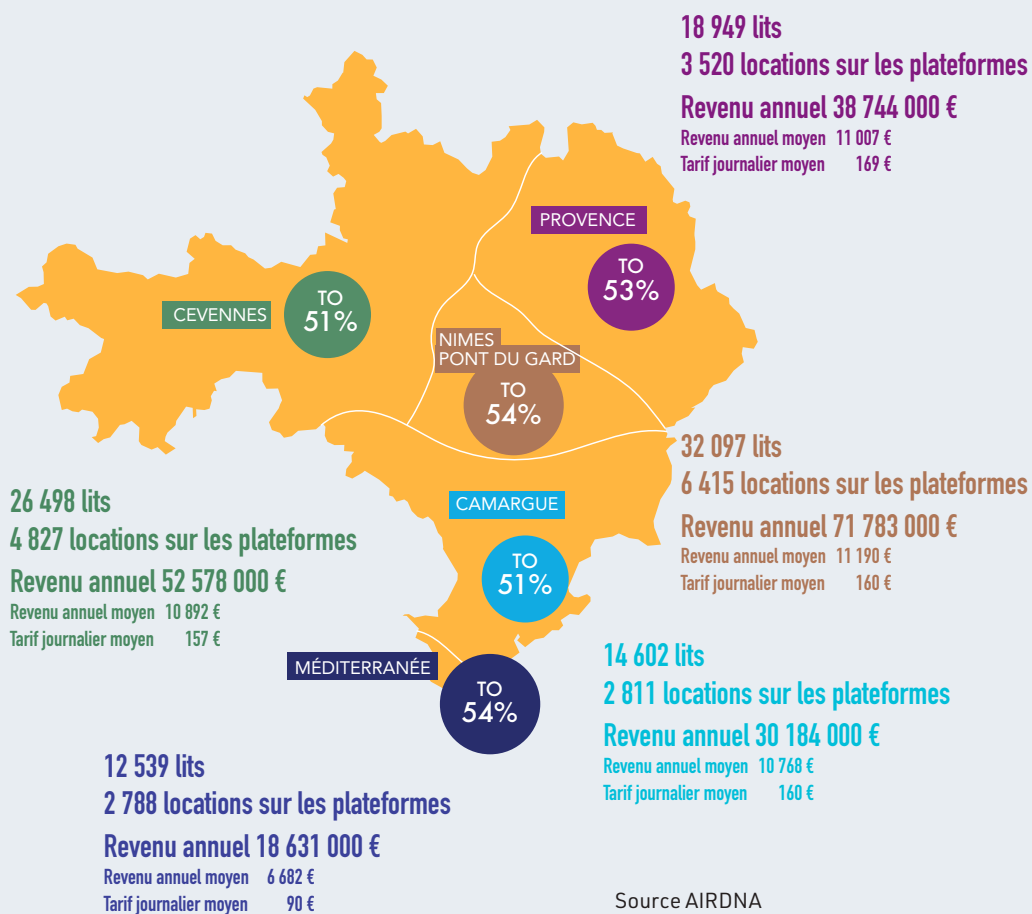 18 949 lits
3 520 locations sur les plateformes
Revenu annuel 38 744 000 €
Revenu annuel moyen 11 007 €
Tarif journalier moyen 169 €
PROVENCE
TO
53%
CEVENNES
TO
51%
NIMES
PONT DU GARD
TO
54%
32 097 lits
6 415 locations sur les plateformes
Revenu annuel 71 783 000 €
Revenu annuel moyen 11 190 €
Tarif journalier moyen 160 €
26 498 lits
4 827 locations sur les plateformes
Revenu annuel 52 578 000 €
Revenu annuel moyen 10 892 €
Tarif journalier moyen 157 €
CAMARGUE
TO
51%
14 602 lits
2 811 locations sur les plateformes
Revenu annuel 30 184 000 €
Revenu annuel moyen 10 768 €
Tarif journalier moyen 160 €
MÉDITERRANÉE
TO
54%
12 539 lits
2 788 locations sur les plateformes
Revenu annuel 18 631 000 €
Revenu annuel moyen 6 682 €
Tarif journalier moyen 90 €
Source AIRDNA